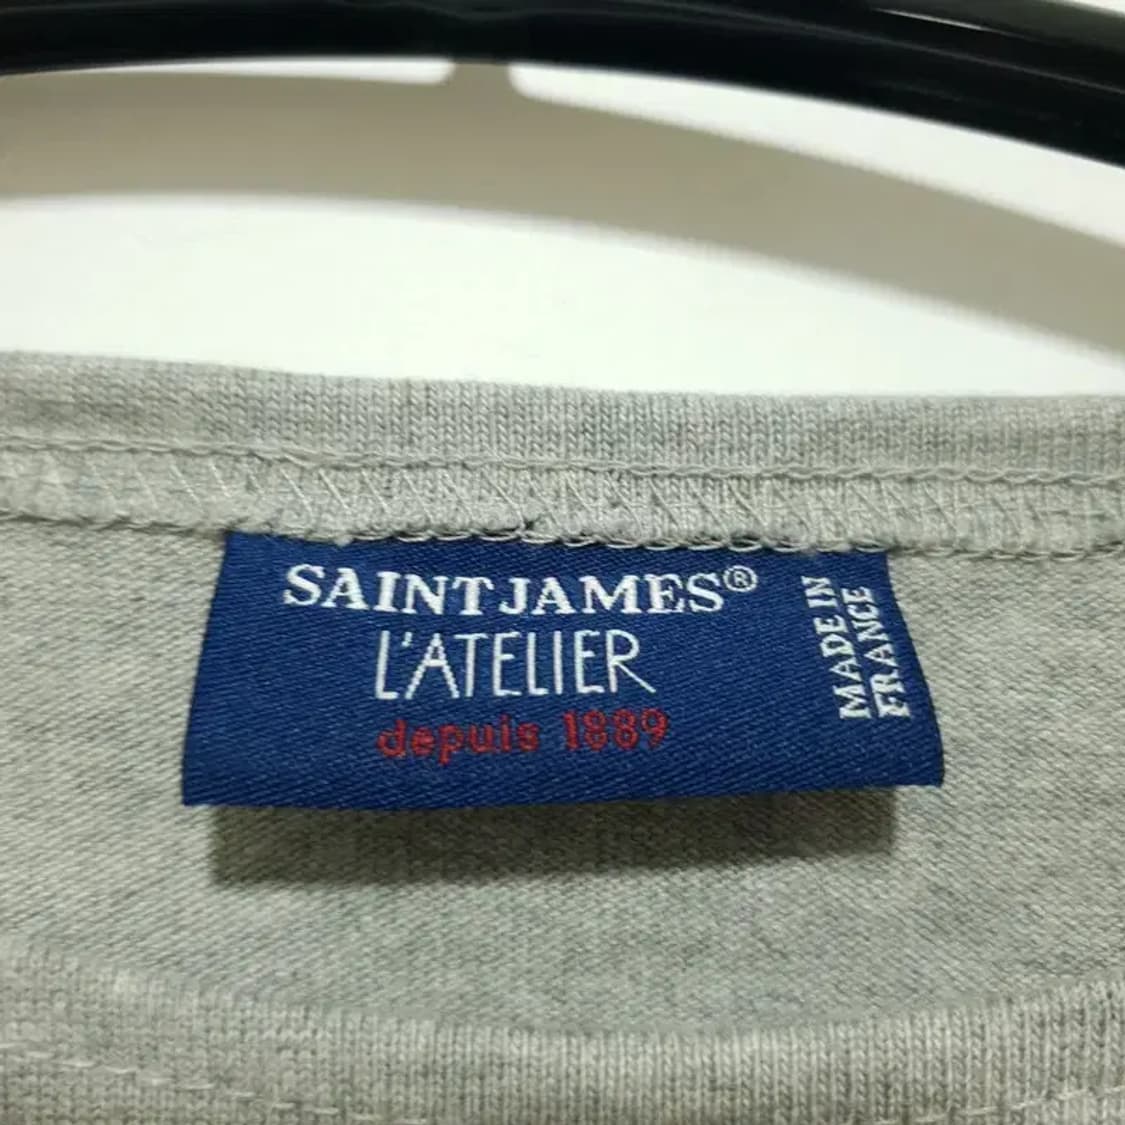 SAINT JAMES®
L'ATELIER
depuis 1889
MADE IN
FRANCE